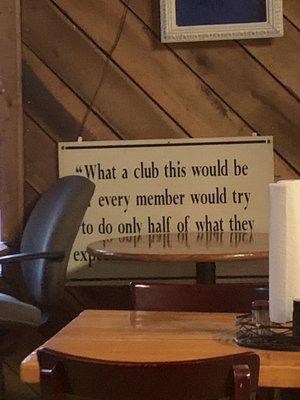 "What a club this would be
every member would try
to do only half of what they